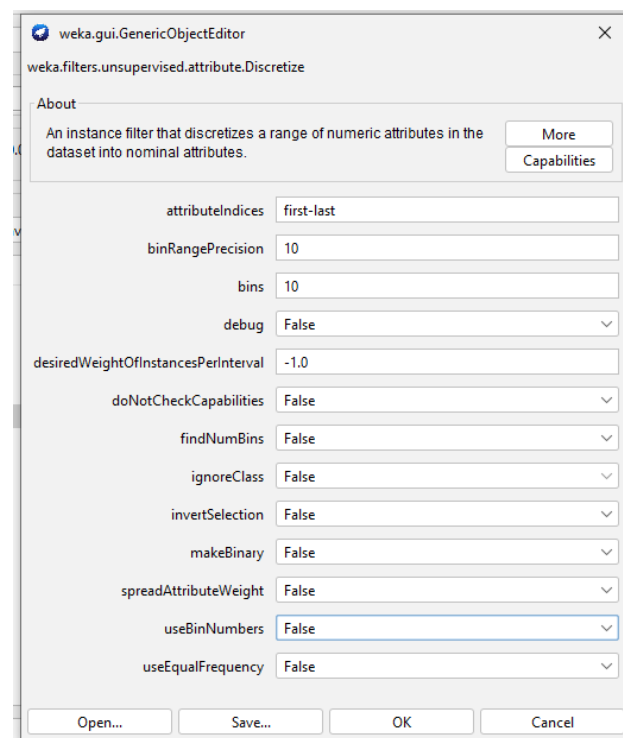 weka.gui.GenericObjectEditor
weka.filters.unsupervised.attribute.Discretize
About
An instance filter that discretizes a range of numeric attributes in the
dataset into nominal attributes.
More
Capabilities
attributeIndices first-last
binRangePrecision 10
bins 10
debug False
desiredWeightOfInstancesPerInterval -1.0
doNotCheckCapabilities False
findNumBins False
ignoreClass False
invertSelection False
makeBinary False
spreadAttributeWeight False
useBinNumbers False
useEqualFrequency False
Open... Save... OK Cancel